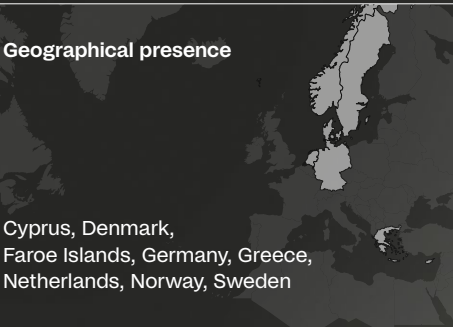 Geographical presence
Cyprus, Denmark,
Faroe Islands, Germany, Greece,
Netherlands, Norway, Sweden